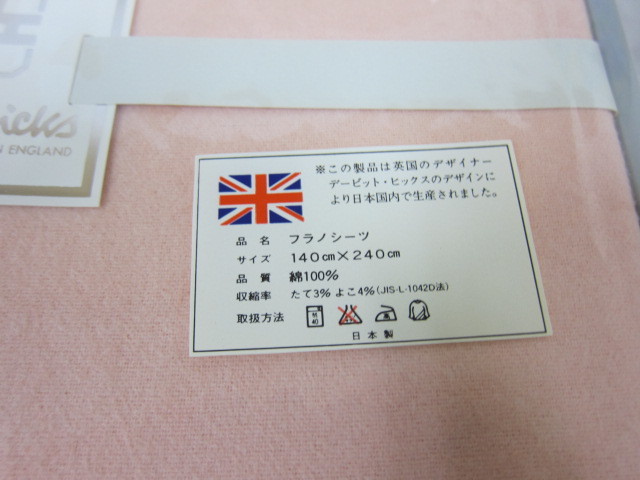 icks
N ENGLAND
※この製品は英国のデザイナー
デービット・ヒックスのデザインに
より日本国内で生産されました。
品名 フラノシーツ
サイズ 140cm×240cm
品質 綿100%
収縮率 たて3% よこ4%(JIS-L-1042D法)
取扱方法 40
日本製